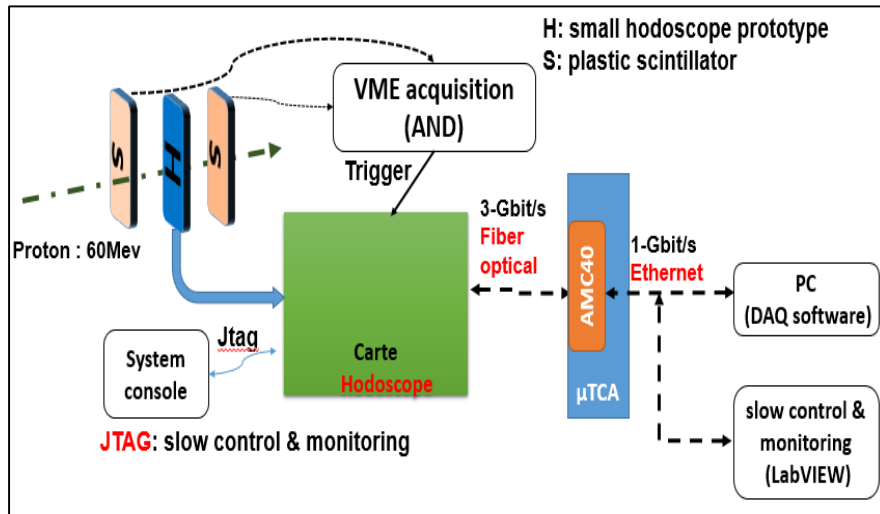 H: small hodoscope prototype
S: plastic scintillator
VME acquisition
(AND)
S
H
S
Trigger
Proton : 60Mev
3-Gbit/s
Fiber
optical
1-Gbit/s
Ethernet
AMC40
µTCA
PC
(DAQ software)
Jtag
System
console
Carte
Hodoscope
JTAG: slow control & monitoring
slow control &
monitoring
(LabVIEW)